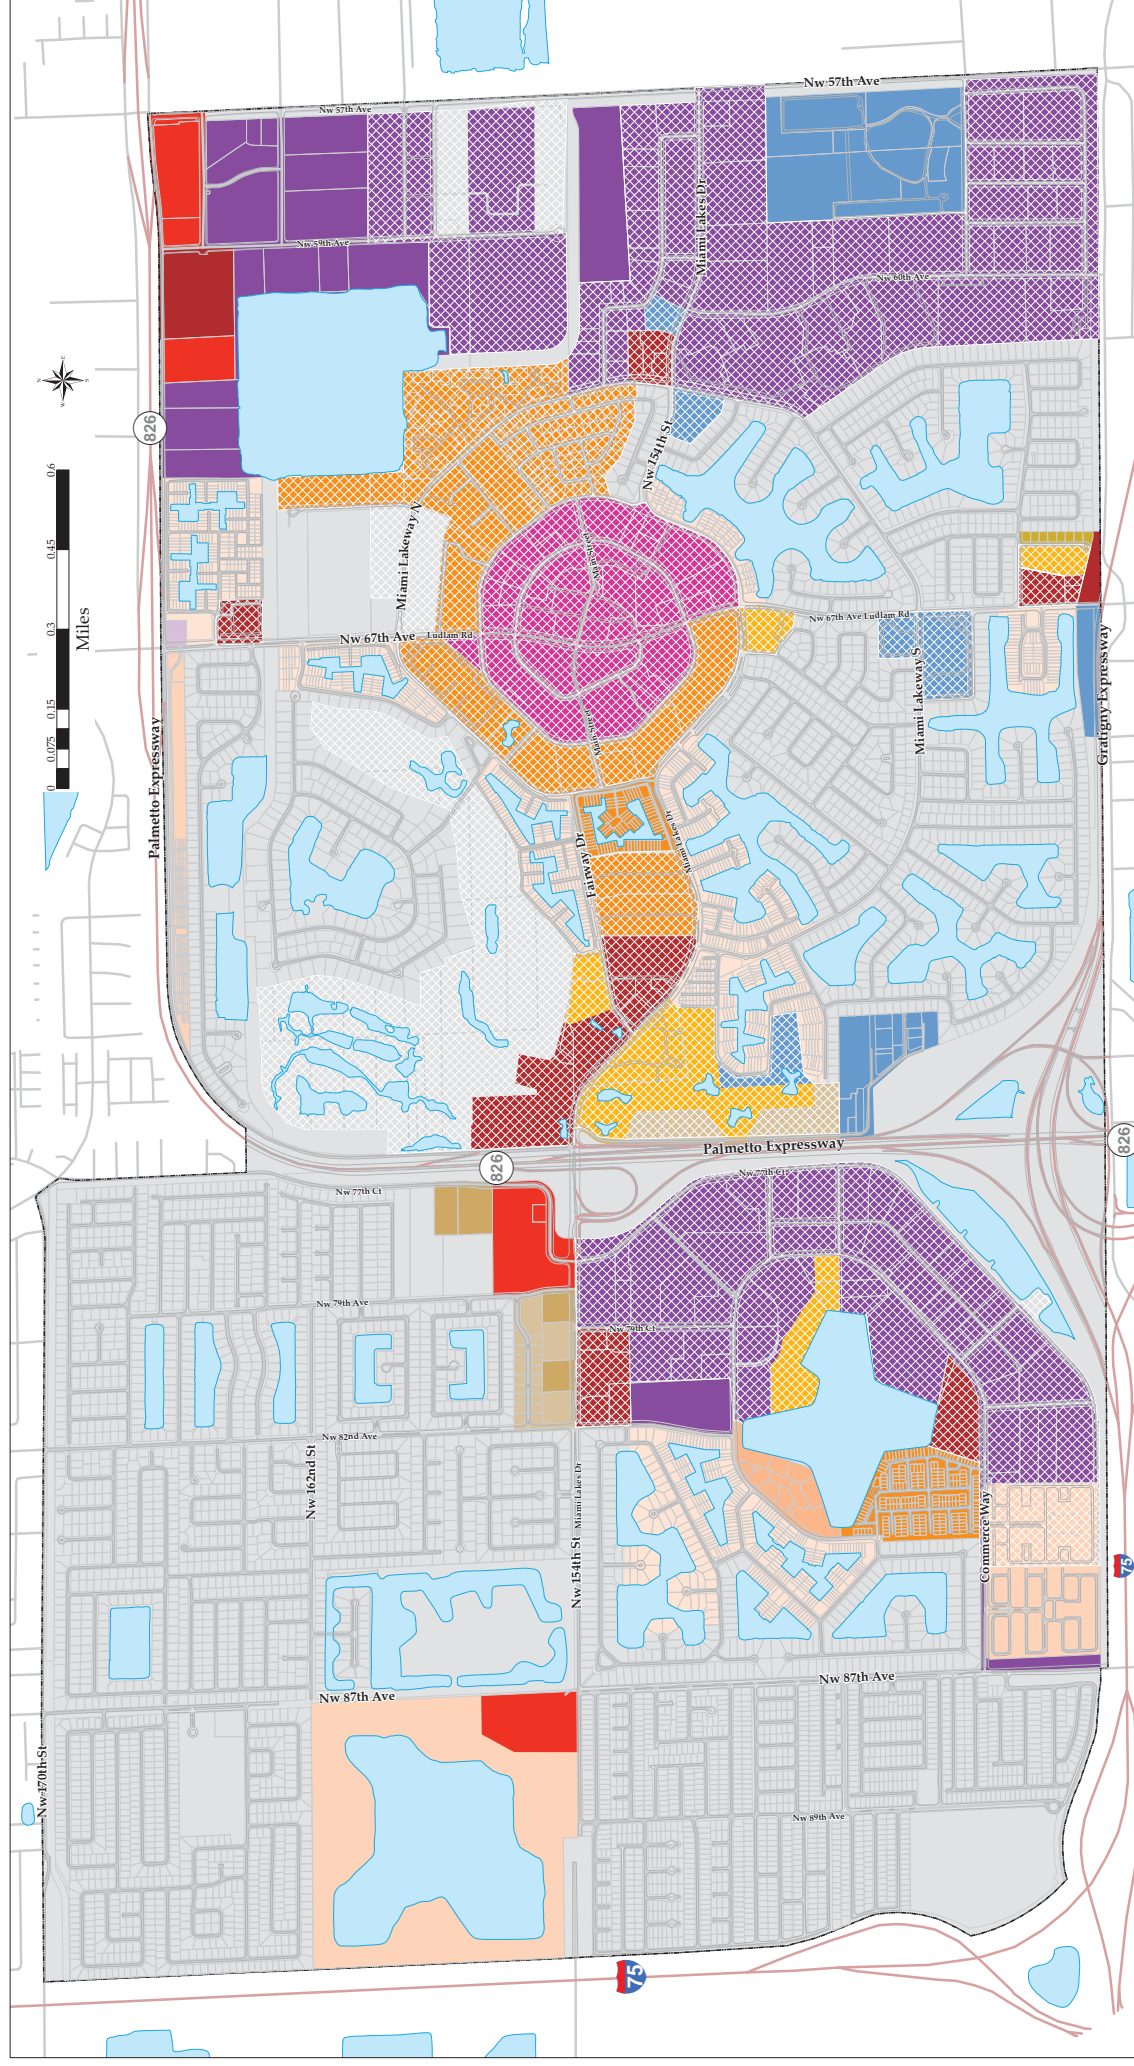 Nw 57th Ave
Nw 57th Ave
Nw 59th Ave
Miami Lakes Dr
Nw 60th Ave
N
E
S
W
826
0.6
0.45
0.3
0.15
0.075
0
Miles
Nw 154th St
Miami Lakeway N
Main Street
Nw 67th Ave
Ludlam Rd
Nw 67th Ave Ludlam Rd
Miami Lakeway S
Gratigny Expressway
Palmetto Expressway
Main Street
Fairway Dr
Miami Lakes Dr
Palmetto Expressway
826
826
Nw 77th Ct
Nw 77th Ct
Nw 79th Ave
Nw 79th Ct
Nw 82nd Ave
Nw 162nd St
Miami Lakes Dr
Nw 154th St
Commerce Way
75
Nw 87th Ave
Nw 87th Ave
Nw 170th St
Nw 89th Ave
75